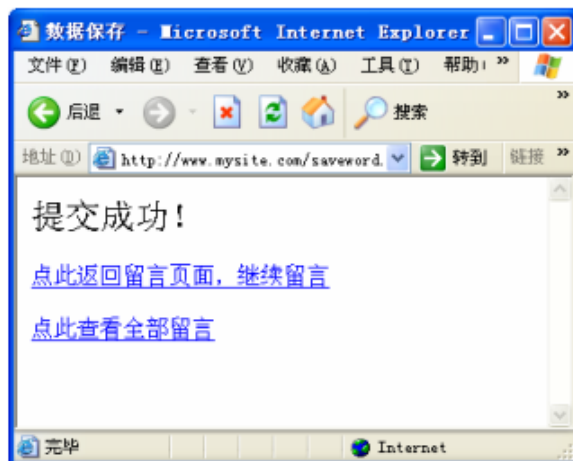 数据保存 - Microsoft Internet Explorer
文件(F) 编辑(E) 查看(V) 收藏(A) 工具(T) 帮助( »
后退 搜索 »
地址(D) http://www.mysite.com/saveword. 转到 链接 »
提交成功!
点此返回留言页面，继续留言
点此查看全部留言
完毕 Internet